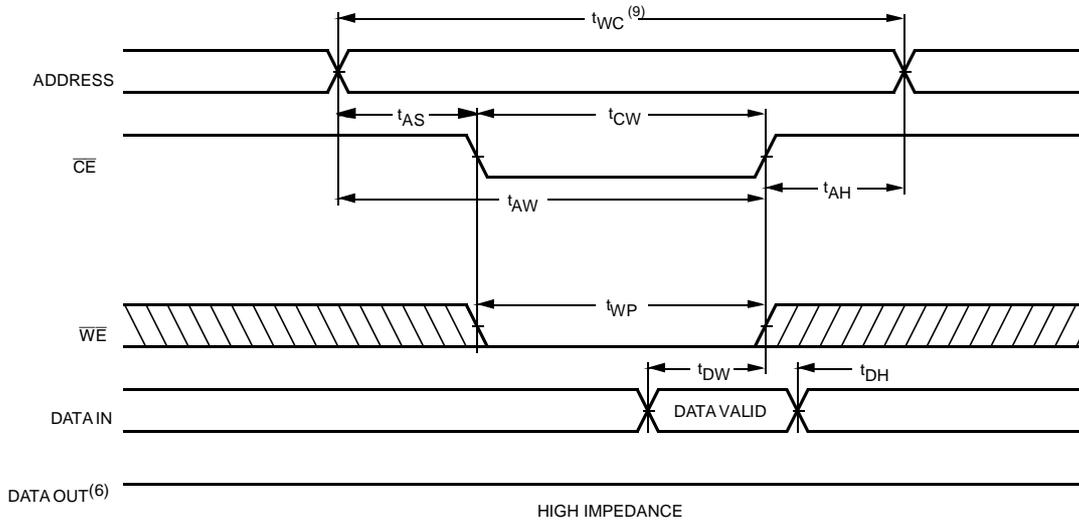 tWC (9)
ADDRESS
tAS
tCW
CE
tAW
tAH
WE
tWP
tDW
tDH
DATA IN
DATA VALID
DATA OUT(6)
HIGH IMPEDANCE